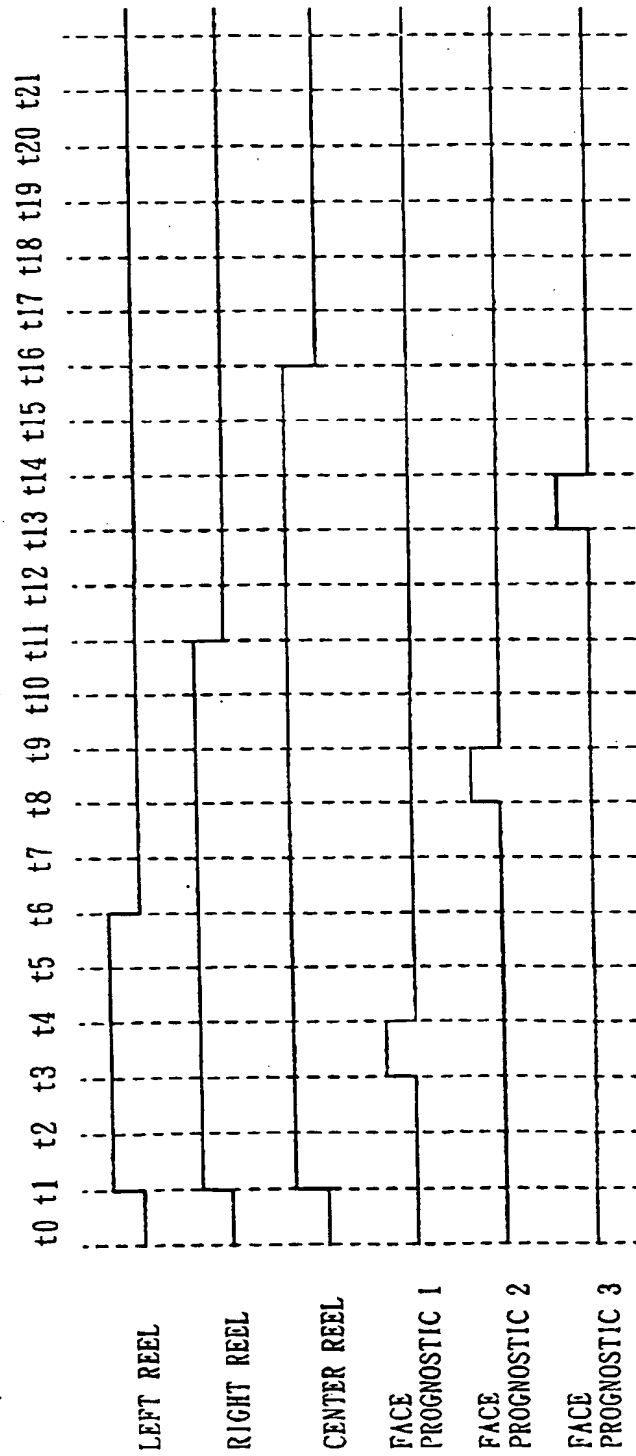 t0 t1 t2 t3 t4 t5 t6 t7 t8 t9 t10 t11 t12 t13 t14 t15 t16 t17 t18 t19 t20 t21
LEFT REEL
RIGHT REEL
CENTER REEL
FACE
PROGNOSTIC 1
FACE
PROGNOSTIC 2
FACE
PROGNOSTIC 3